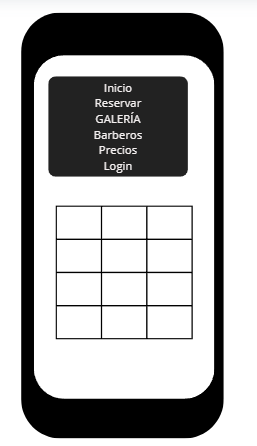 Inicio
Reservar
GALERÍA
Barberos
Precios
Login